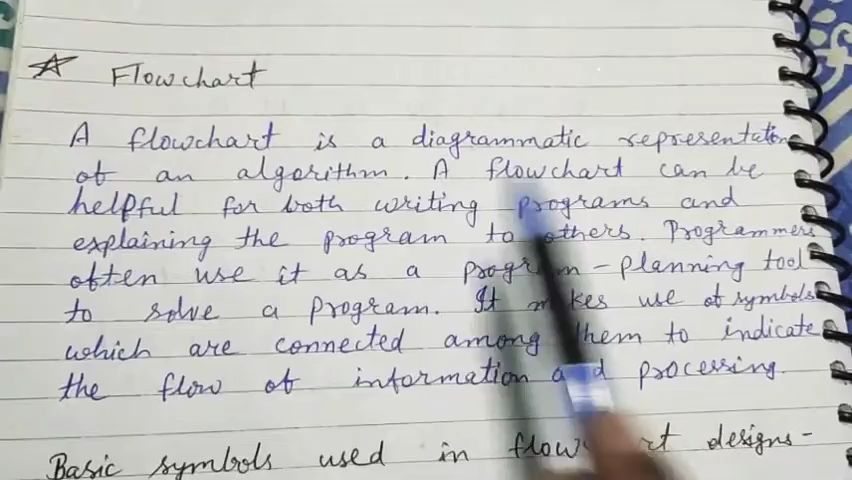 Flowchart
A flowchart is a diagrammatic representation
of an algorithm. A flowchart can be
helpful for both writing programs and
explaining the program to others. Programmers
often use it as a program-planning tool
to solve a program. It makes use of symbols
which are connected among them to indicate
the flow of information and processing.
Basic symbols used in flowchart designs-